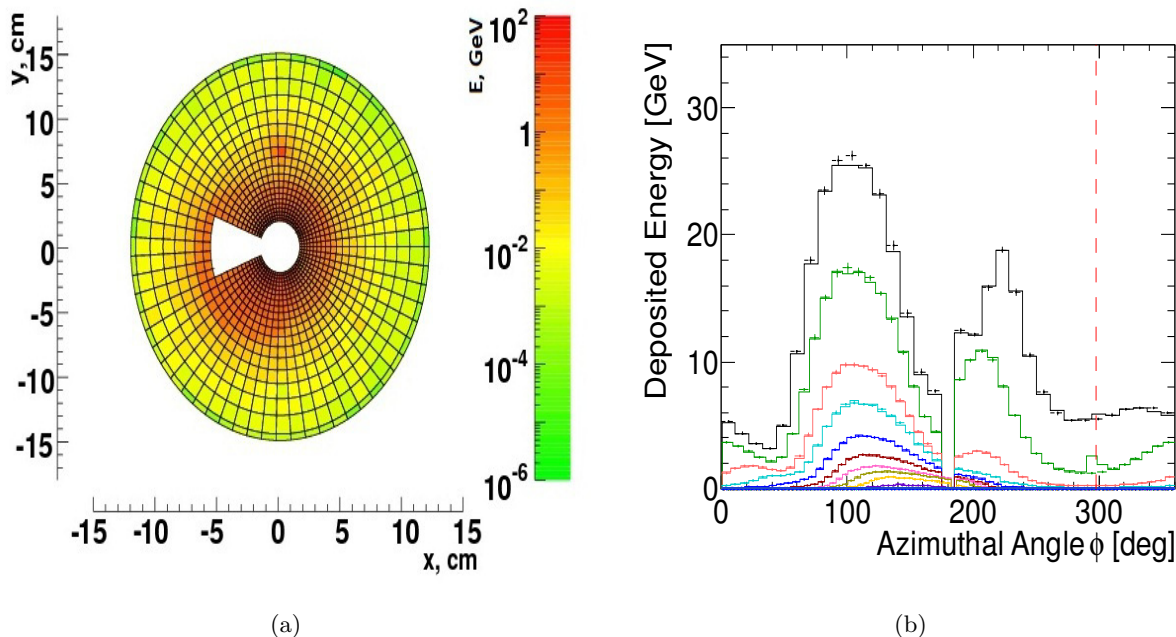 y, cm
15
10
5
0
-5
-10
-15
-15 -10 -5 0 5 10 15
x, cm
E, GeV
10²
1
10⁻²
10⁻⁴
10⁻⁶
(a)
Deposited Energy [GeV]
30
20
10
0
0 100 200 300
Azimuthal Angle ϕ [deg]
(b)